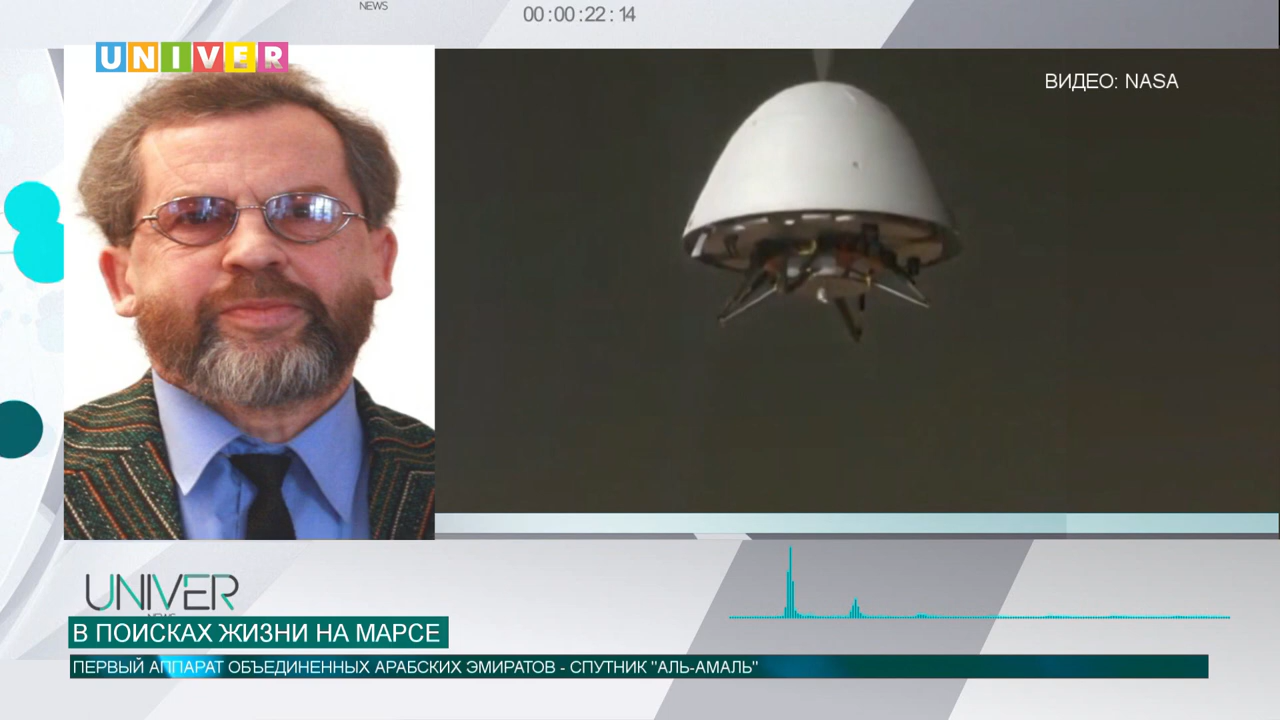 NEWS
00:00:22:14
UNIVER
ВИДЕО: NASA
UNIVER
В ПОИСКАХ ЖИЗНИ НА МАРСЕ
ПЕРВЫЙ АППАРАТ ОБЪЕДИНЕННЫХ АРАБСКИХ ЭМИРАТОВ - СПУТНИК "АЛЬ-АМАЛЬ"